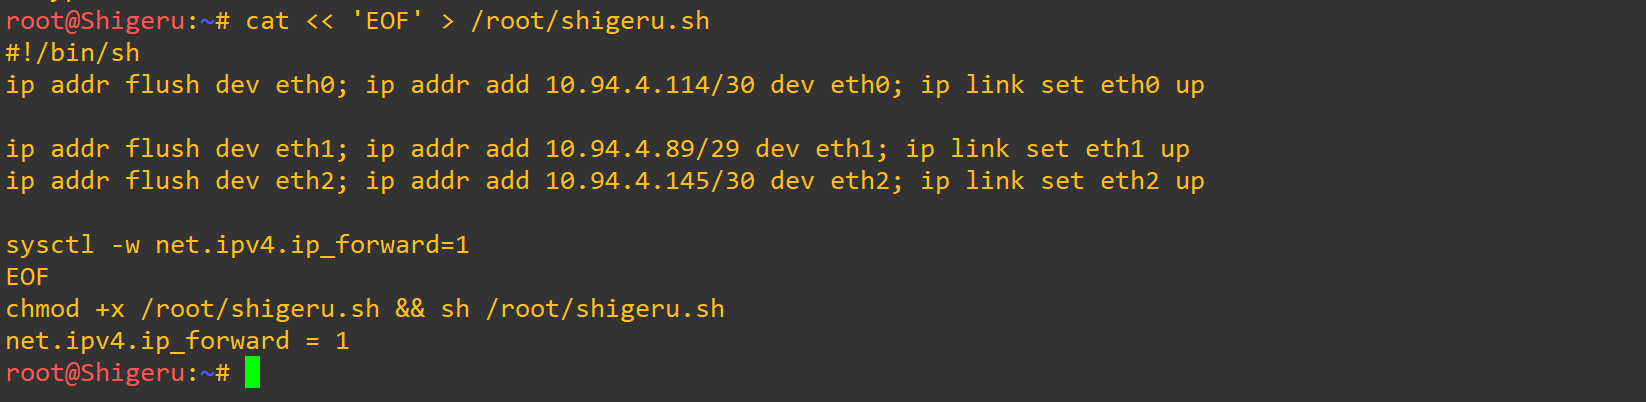 root@Shigeru:~# cat << 'EOF' > /root/shigeru.sh
#!/bin/sh
ip addr flush dev eth0; ip addr add 10.94.4.114/30 dev eth0; ip link set eth0 up
ip addr flush dev eth1; ip addr add 10.94.4.89/29 dev eth1; ip link set eth1 up
ip addr flush dev eth2; ip addr add 10.94.4.145/30 dev eth2; ip link set eth2 up
sysctl -w net.ipv4.ip_forward=1
EOF
chmod +x /root/shigeru.sh && sh /root/shigeru.sh
net.ipv4.ip_forward = 1
root@Shigeru:~#